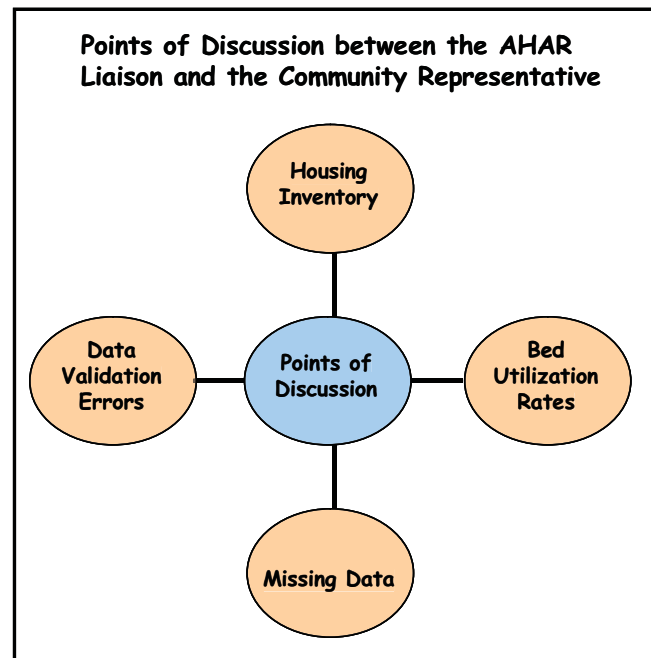 Points of Discussion between the AHAR
Liaison and the Community Representative
Housing
Inventory
Data
Validation
Errors
Points of
Discussion
Bed
Utilization
Rates
Missing Data